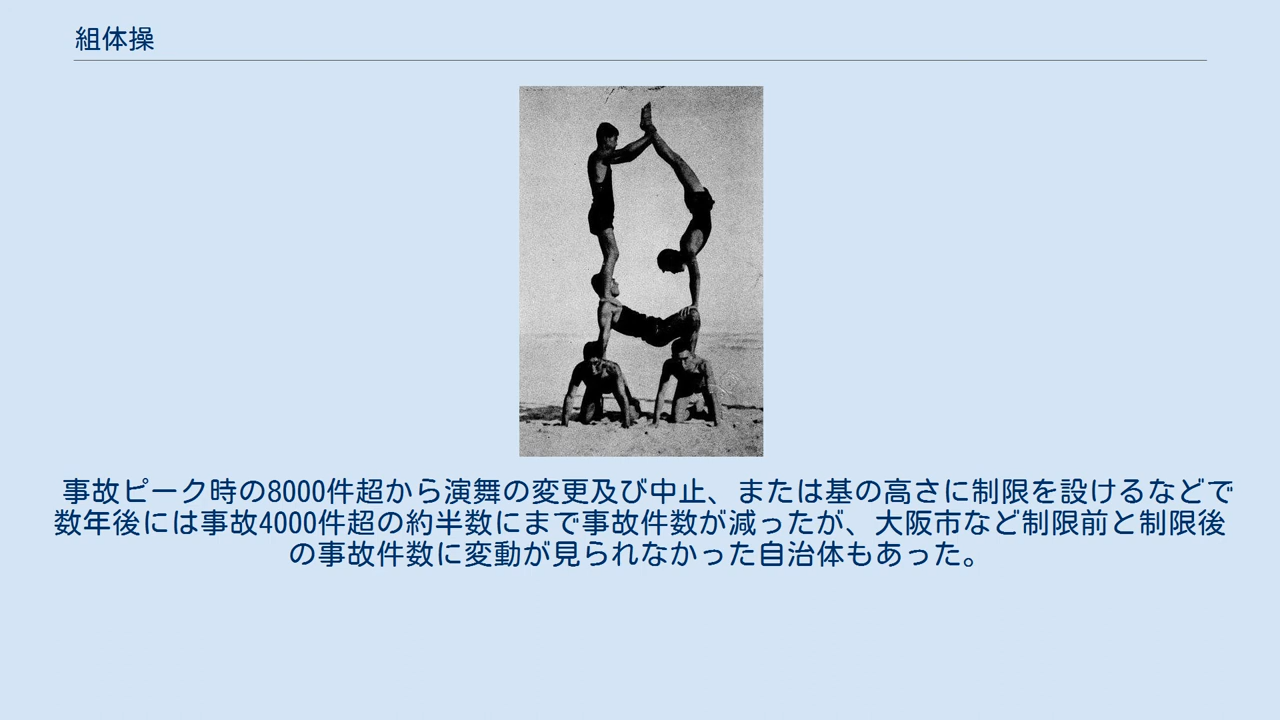 組体操
事故ピーク時の8000件超から演舞の変更及び中止、または基の高さに制限を設けるなどで
数年後には事故4000件超の約半数にまで事故件数が減ったが、大阪市など制限前と制限後
の事故件数に変動が見られなかった自治体もあった。